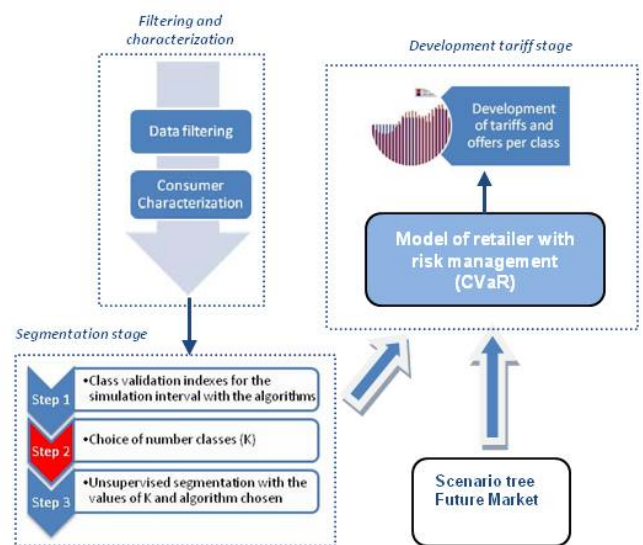 Filtering and
characterization
Data filtering
Consumer
Characterization
Segmentation stage
Step 1
•Class validation indexes for the
simulation interval with the algorithms
Step 2
•Choice of number classes (K)
Step 3
•Unsupervised segmentation with the
values of K and algorithm chosen
Development tariff stage
Development
of tariffs and
offers per class
Model of retailer with
risk management
(CVaR)
Scenario tree
Future Market